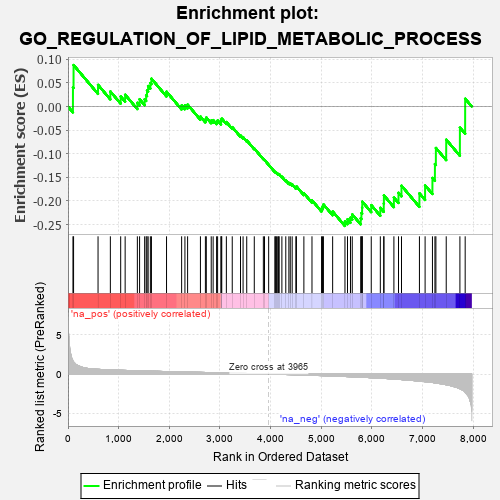 Enrichment plot:
GO_REGULATION_OF_LIPID_METABOLIC_PROCESS
Enrichment score (ES)
0.10
0.05
0.00
-0.05
-0.10
-0.15
-0.20
-0.25
'na_pos' (positively correlated)
Ranked list metric (PreRanked)
5
0
-5
Zero cross at 3965
'na_neg' (negatively correlated)
0
1,000
2,000
3,000
4,000
5,000
6,000
7,000
8,000
Rank in Ordered Dataset
Enrichment profile
Hits
Ranking metric scores